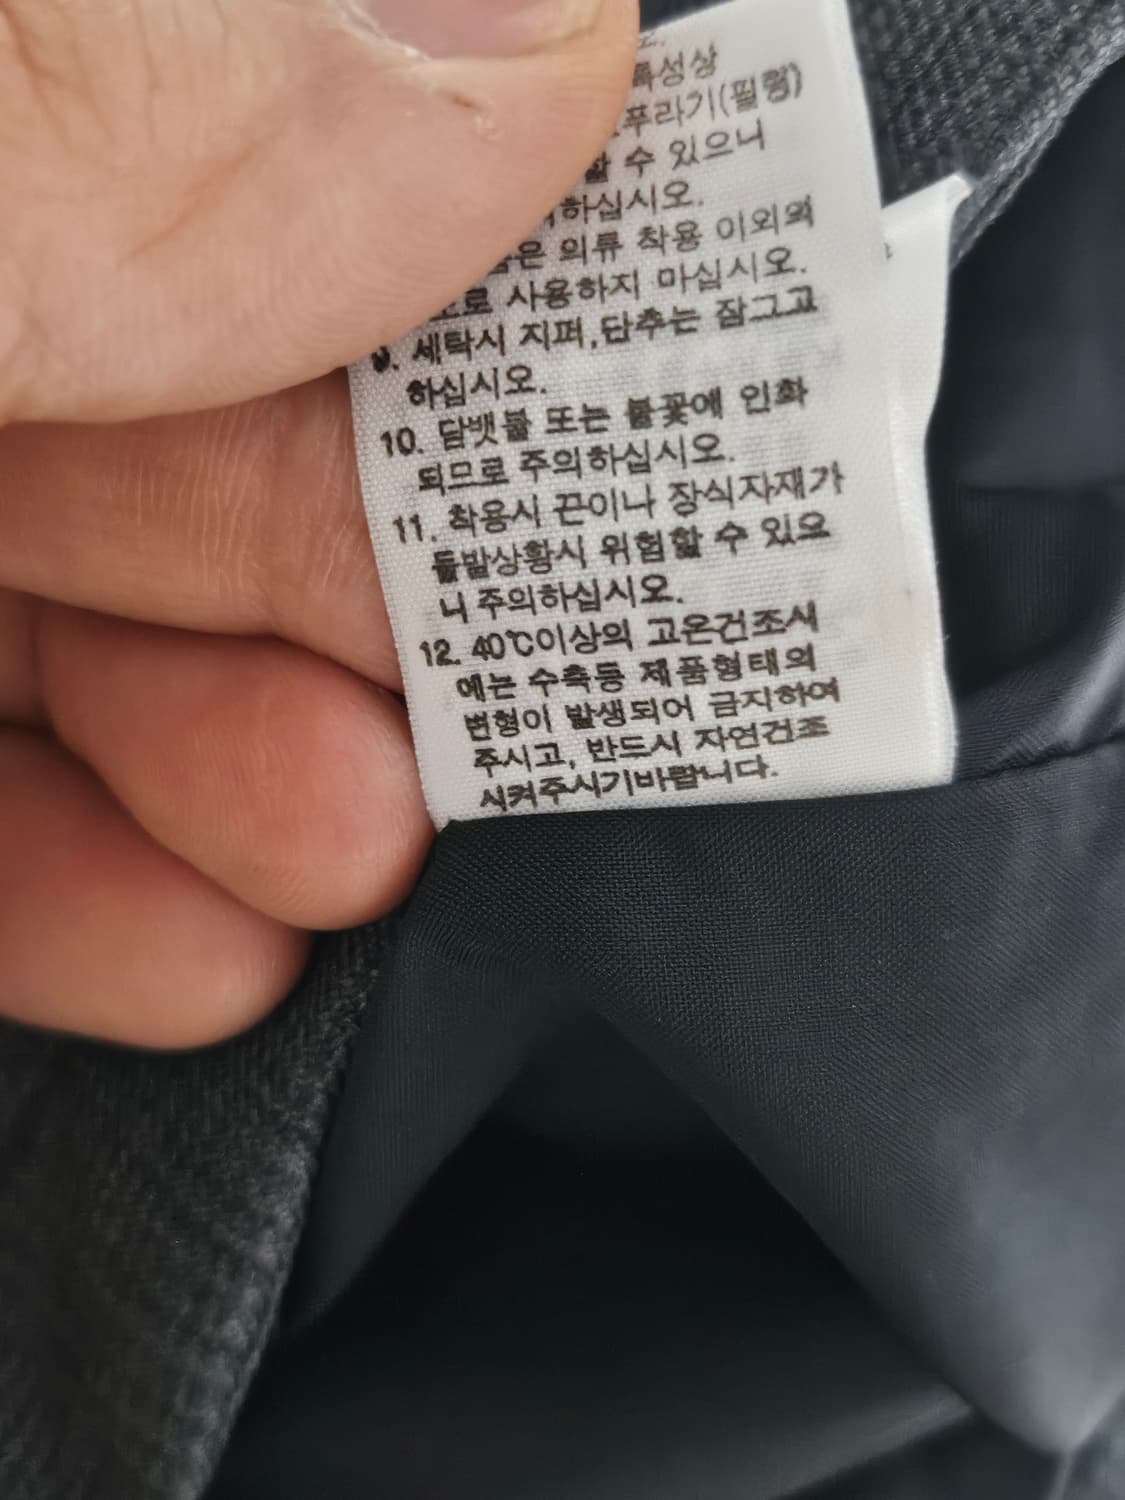 특성상
푸라기(필링)
할 수 있으니
하십시오.
은 의류 착용 이외의
로 사용하지 마십시오.
9. 세탁시 지퍼,단추는 잠그고
하십시오.
10. 담뱃불 또는 불꽃에 인화
되므로 주의하십시오.
11. 착용시 끈이나 장식자재가
돌발상황시 위험할 수 있으
니 주의하십시오.
12. 40℃이상의 고온건조시
에는 수축등 제품형태의
변형이 발생되어 금지하여
주시고, 반드시 자연건조
시켜주시기바랍니다.